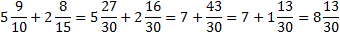 5 9/10 + 2 8/15 = 5 27/30 + 2 16/30 = 7 + 43/30 = 7 + 1 13/30 = 8 13/30